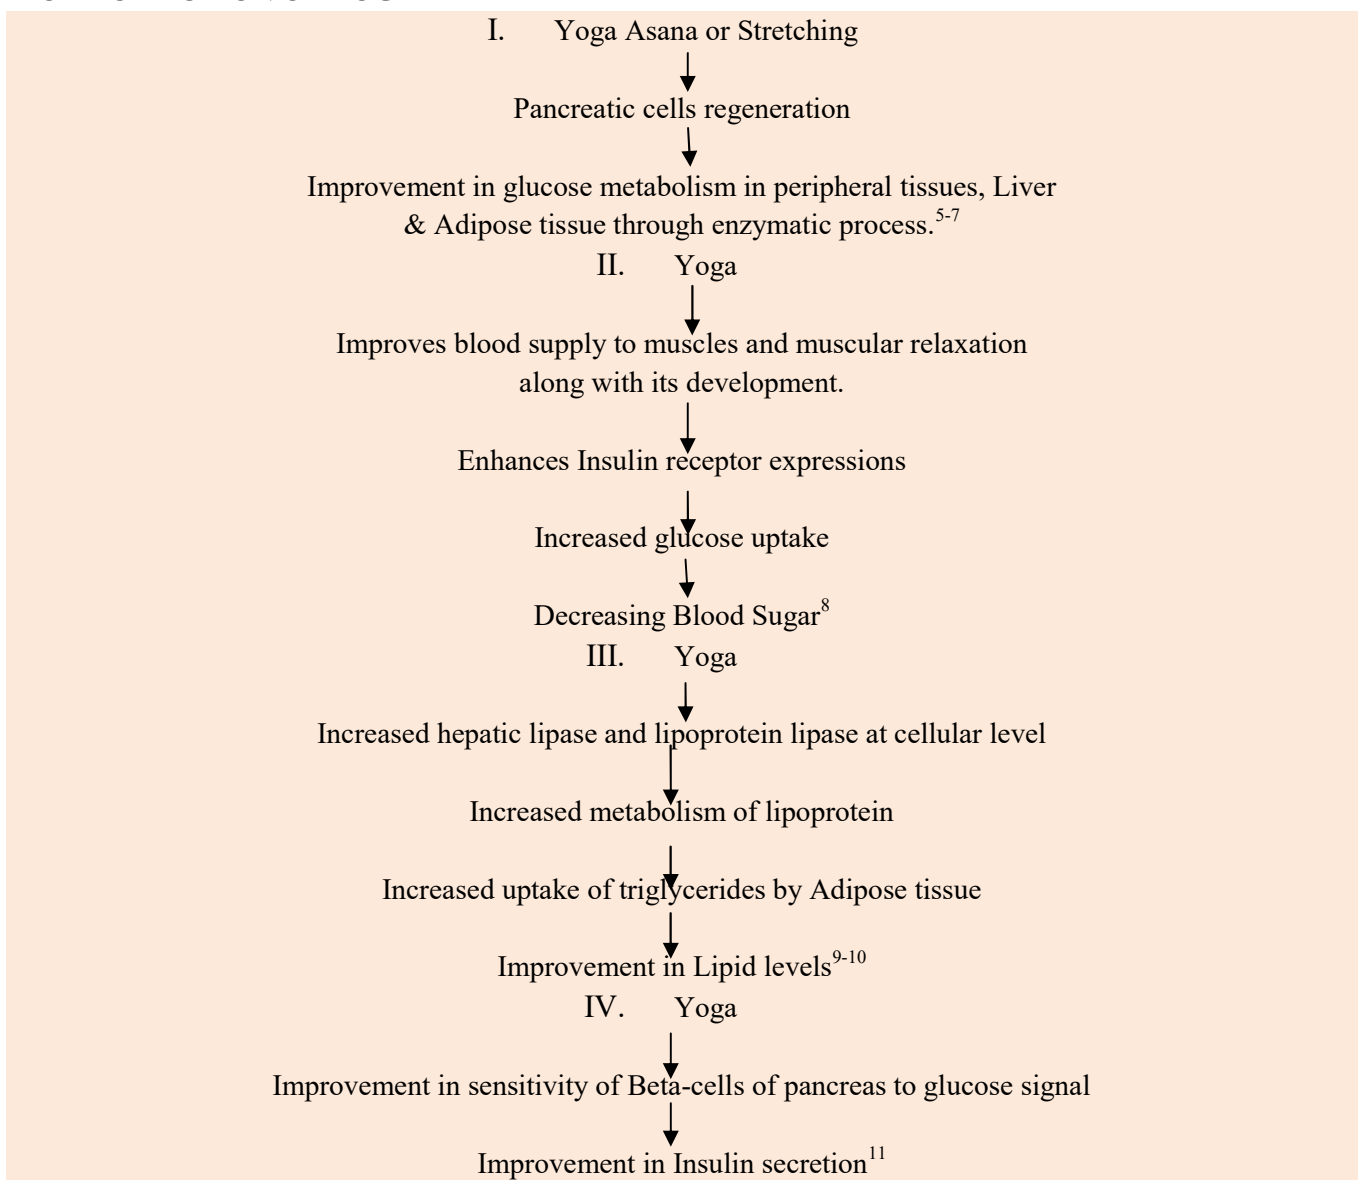 I. Yoga Asana or Stretching
Pancreatic cells regeneration
Improvement in glucose metabolism in peripheral tissues, Liver
& Adipose tissue through enzymatic process.5-7
II. Yoga
Improves blood supply to muscles and muscular relaxation
along with its development.
Enhances Insulin receptor expressions
Increased glucose uptake
Decreasing Blood Sugar8
III. Yoga
Increased hepatic lipase and lipoprotein lipase at cellular level
Increased metabolism of lipoprotein
Increased uptake of triglycerides by Adipose tissue
Improvement in Lipid levels9-10
IV. Yoga
Improvement in sensitivity of Beta-cells of pancreas to glucose signal
Improvement in Insulin secretion11